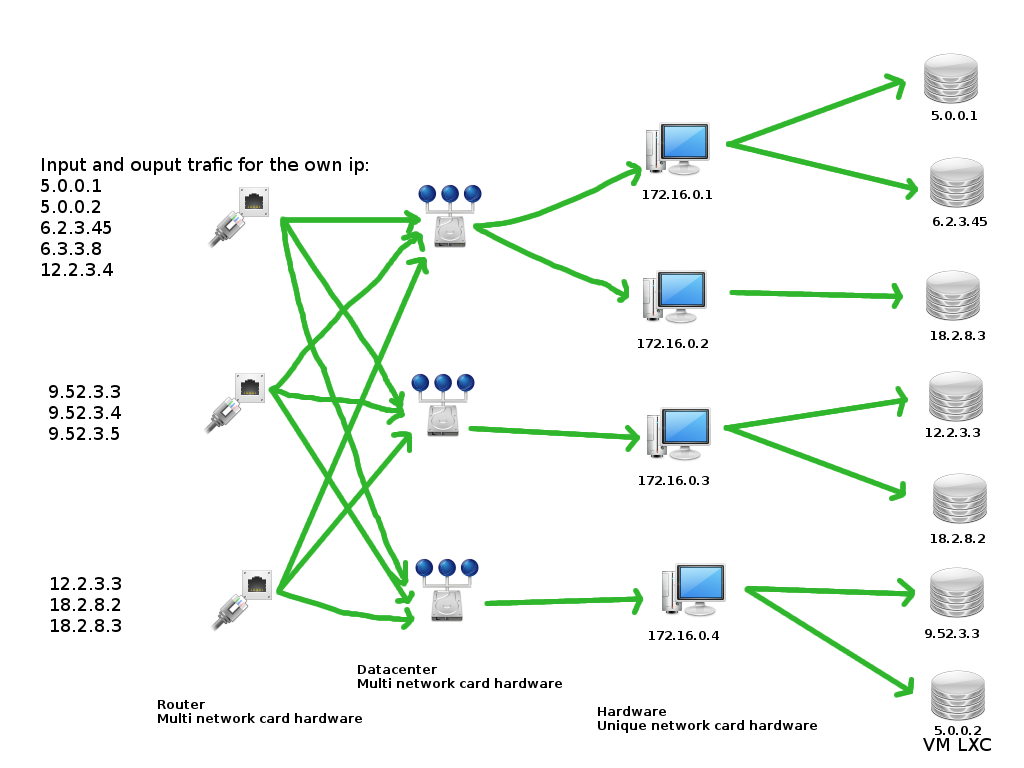 Input and ouput trafic for the own ip:
5.0.0.1
5.0.0.2
6.2.3.45
6.3.3.8
12.2.3.4
9.52.3.3
9.52.3.4
9.52.3.5
12.2.3.3
18.2.8.2
18.2.8.3
Router
Multi network card hardware
Datacenter
Multi network card hardware
172.16.0.1
172.16.0.2
172.16.0.3
172.16.0.4
Hardware
Unique network card hardware
5.0.0.1
6.2.3.45
18.2.8.3
12.2.3.3
18.2.8.2
9.52.3.3
5.0.0.2
VM LXC